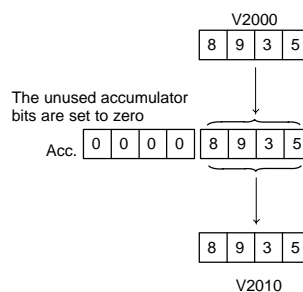 V2000
8 9 3 5
The unused accumulator
bits are set to zero
Acc. 0 0 0 0 8 9 3 5
8 9 3 5
V2010